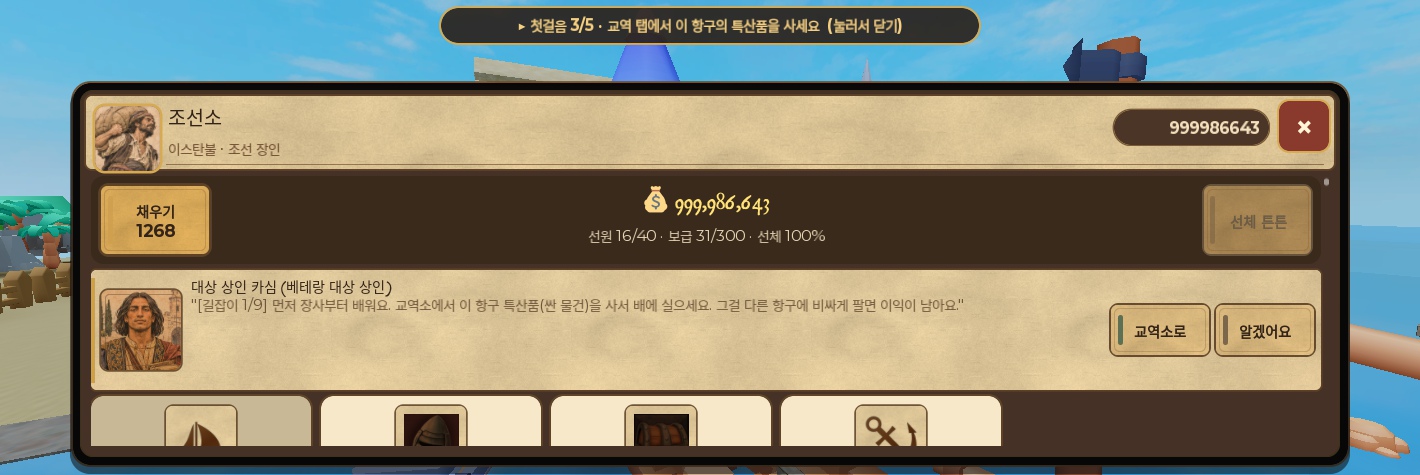 ▸ 첫걸음 3/5 · 교역 탭에서 이 항구의 특산품을 사세요 (눌러서 닫기)
조선소
이스탄불 · 조선 장인
999986643
×
채우기
1268
999,986,643
선원 16/40 · 보급 31/300 · 선체 100%
선체 튼튼
대상 상인 카심 (베테랑 대상 상인)
"[길잡이 1/9] 먼저 장사부터 배워요. 교역소에서 이 항구 특산품(싼 물건)을 사서 배에 실으세요. 그걸 다른 항구에 비싸게 팔면 이익이 남아요."
교역소로
알겠어요